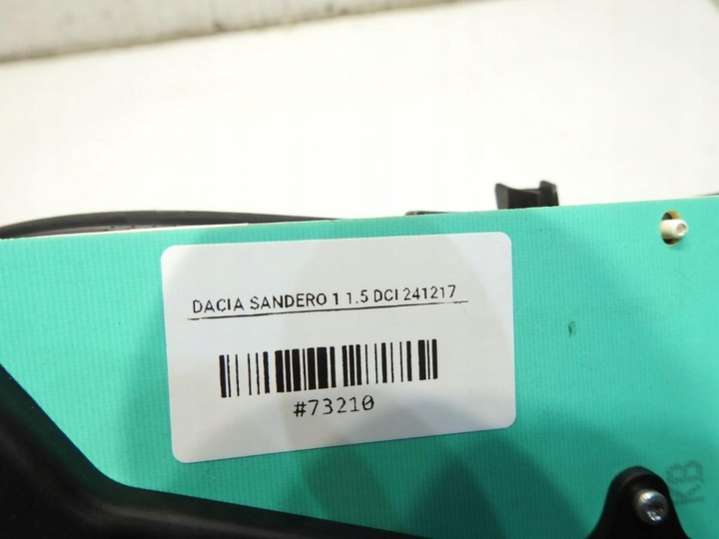 DACIA SANDERO 1 1.5 DCI 241217
#73210
KB